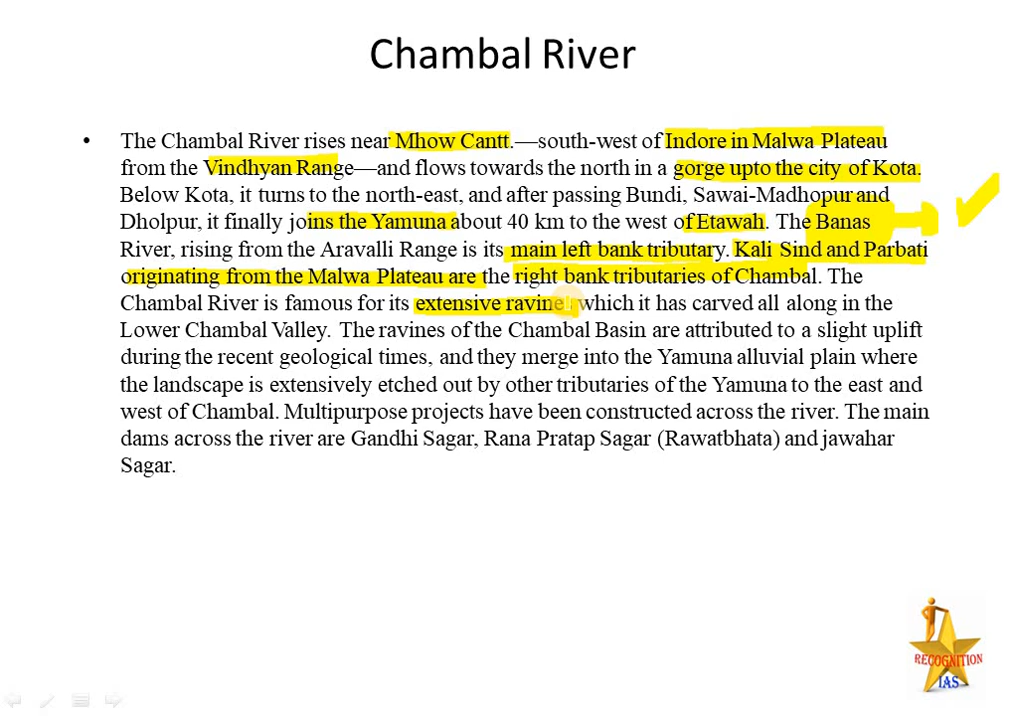 Chambal River
• The Chambal River rises near Mhow Cantt.—south-west of Indore in Malwa Plateau
from the Vindhyan Range—and flows towards the north in a gorge upto the city of Kota.
Below Kota, it turns to the north-east, and after passing Bundi, Sawai-Madhopur and
Dholpur, it finally joins the Yamuna about 40 km to the west of Etawah. The Banas
River, rising from the Aravalli Range is its main left bank tributary. Kali Sind and Parbati
originating from the Malwa Plateau are the right bank tributaries of Chambal. The
Chambal River is famous for its extensive ravines which it has carved all along in the
Lower Chambal Valley. The ravines of the Chambal Basin are attributed to a slight uplift
during the recent geological times, and they merge into the Yamuna alluvial plain where
the landscape is extensively etched out by other tributaries of the Yamuna to the east and
west of Chambal. Multipurpose projects have been constructed across the river. The main
dams across the river are Gandhi Sagar, Rana Pratap Sagar (Rawatbhata) and jawahar
Sagar.
RECOGNITION
IAS